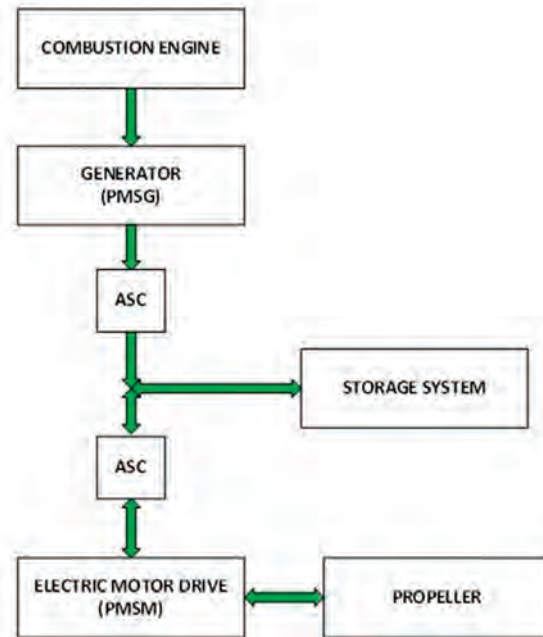 COMBUSTION ENGINE
GENERATOR
(PMSG)
ASC
STORAGE SYSTEM
ASC
ELECTRIC MOTOR DRIVE
(PMSM)
PROPELLER